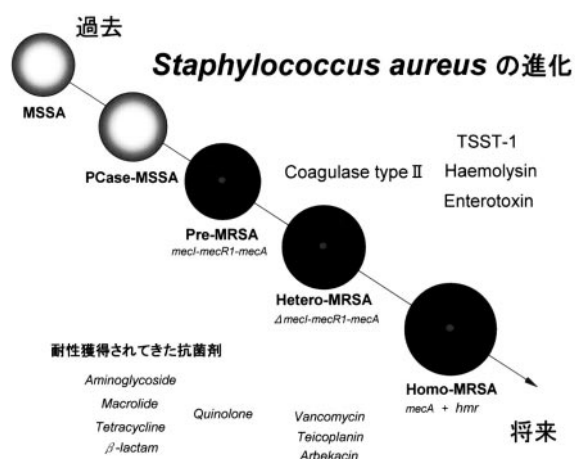 過去
Staphylococcus aureus の進化
MSSA
PCase-MSSA
TSST-1
Coagulase type Ⅱ
Haemolysin
Enterotoxin
Pre-MRSA
mecI-mecR1-mecA
Hetero-MRSA
ΔmecI-mecR1-mecA
Homo-MRSA
mecA + hmr
将来
耐性獲得されてきた抗菌剤
Aminoglycoside
Macrolide
Tetracycline
β-lactam
Quinolone
Vancomycin
Teicoplanin
Arbekacin